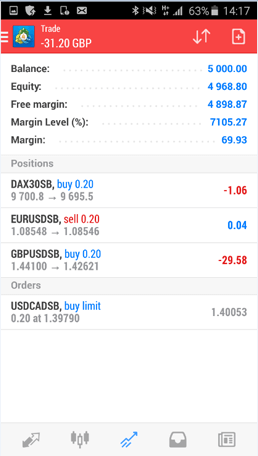 63% 14:17
Trade
-31.20 GBP
Balance: 5 000.00
Equity: 4 968.80
Free margin: 4 898.87
Margin Level (%): 7105.27
Margin: 69.93
Positions
DAX30SB, buy 0.20
9 700.8 → 9 695.5 -1.06
EURUSDSB, sell 0.20
1.08548 → 1.08546 0.04
GBPUSDSB, buy 0.20
1.44100 → 1.42621 -29.58
Orders
USDCADSB, buy limit
0.20 at 1.39790 1.40053